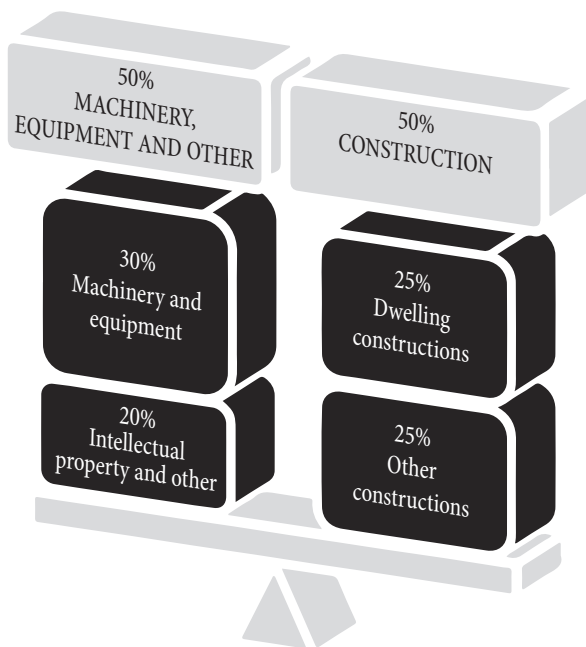 50%
MACHINERY,
EQUIPMENT AND OTHER
50%
CONSTRUCTION
30%
Machinery and
equipment
25%
Dwelling
constructions
20%
Intellectual
property and other
25%
Other
constructions